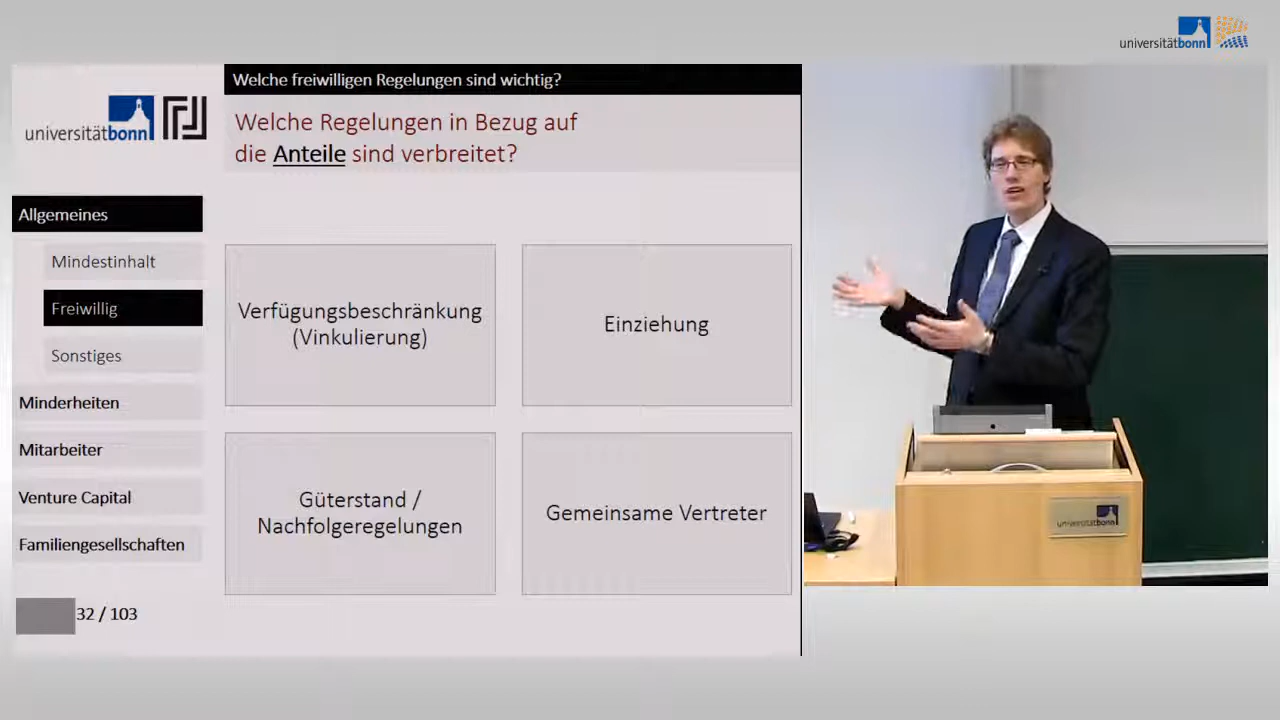 universitätbonn
Welche freiwilligen Regelungen sind wichtig?
universitätbonn
Welche Regelungen in Bezug auf
die Anteile sind verbreitet?
Allgemeines
Mindestinhalt
Freiwillig
Sonstiges
Minderheiten
Mitarbeiter
Venture Capital
Familiengesellschaften
32 / 103
Verfügungsbeschränkung
(Vinkulierung)
Einziehung
Güterstand /
Nachfolgeregelungen
Gemeinsame Vertreter
universitätbonn